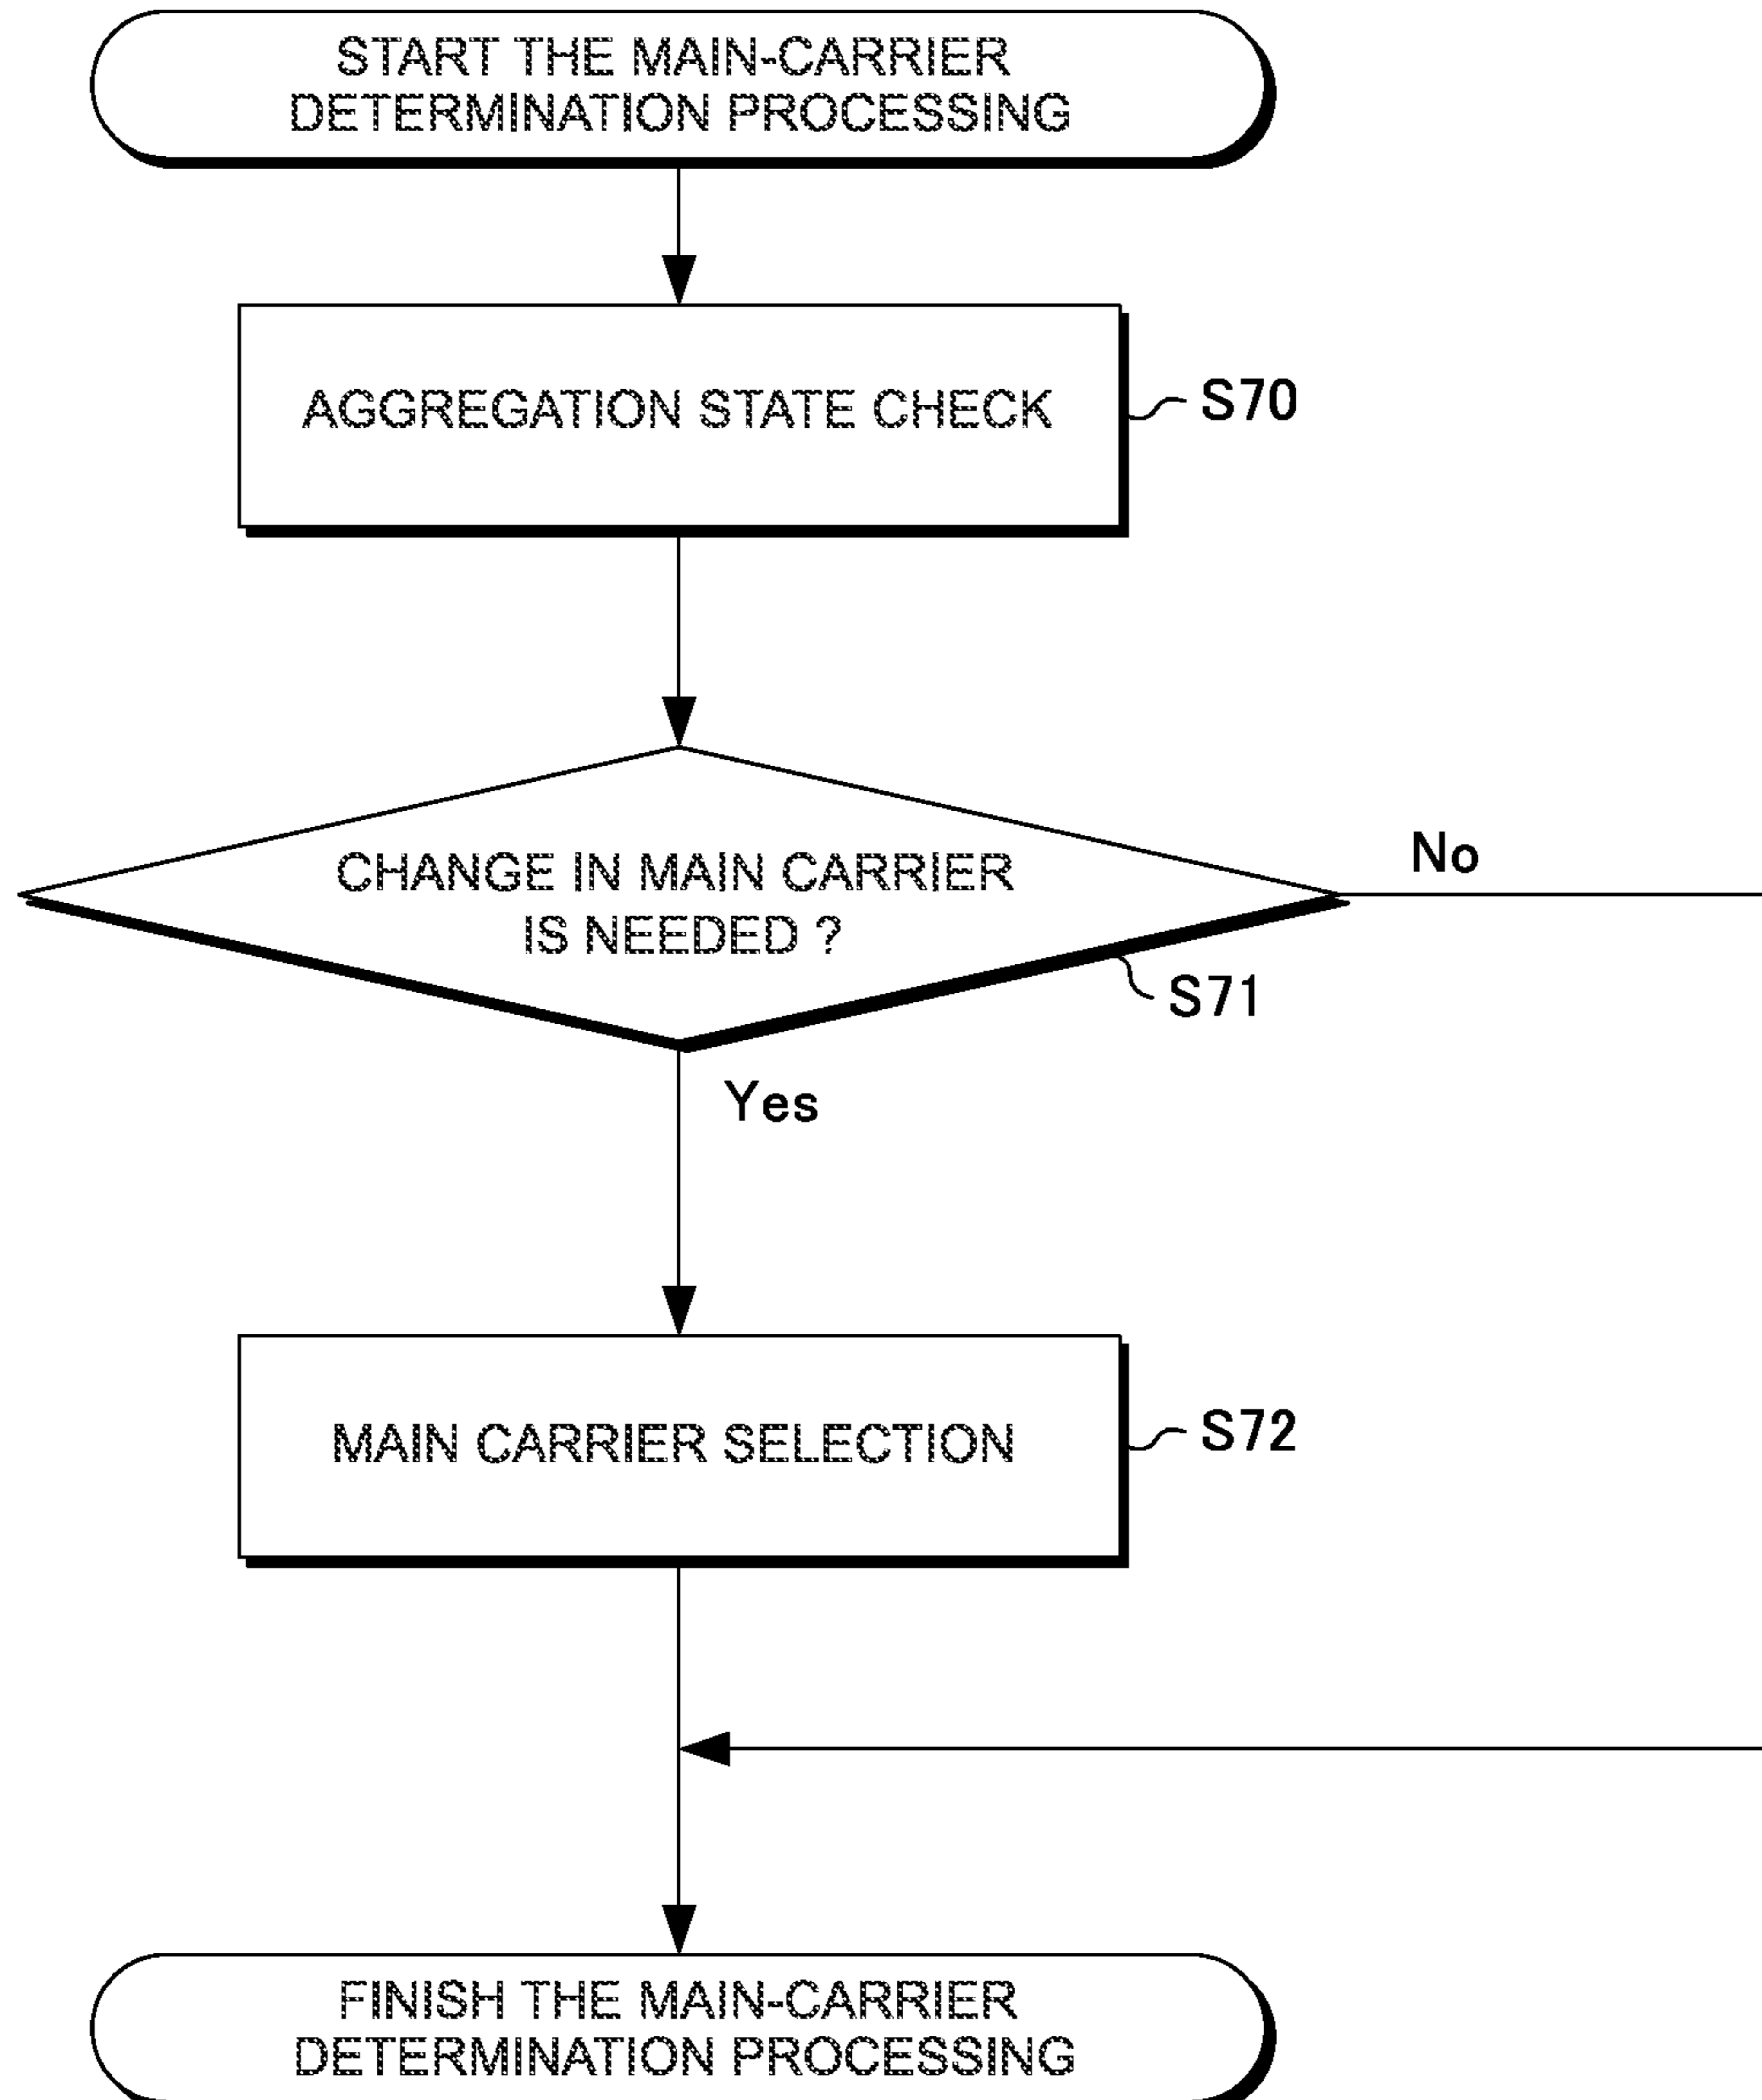 START THE MAIN-CARRIER
DETERMINATION PROCESSING
AGGREGATION STATE CHECK
S70
CHANGE IN MAIN CARRIER
IS NEEDED ?
No
S71
Yes
MAIN CARRIER SELECTION
S72
FINISH THE MAIN-CARRIER
DETERMINATION PROCESSING